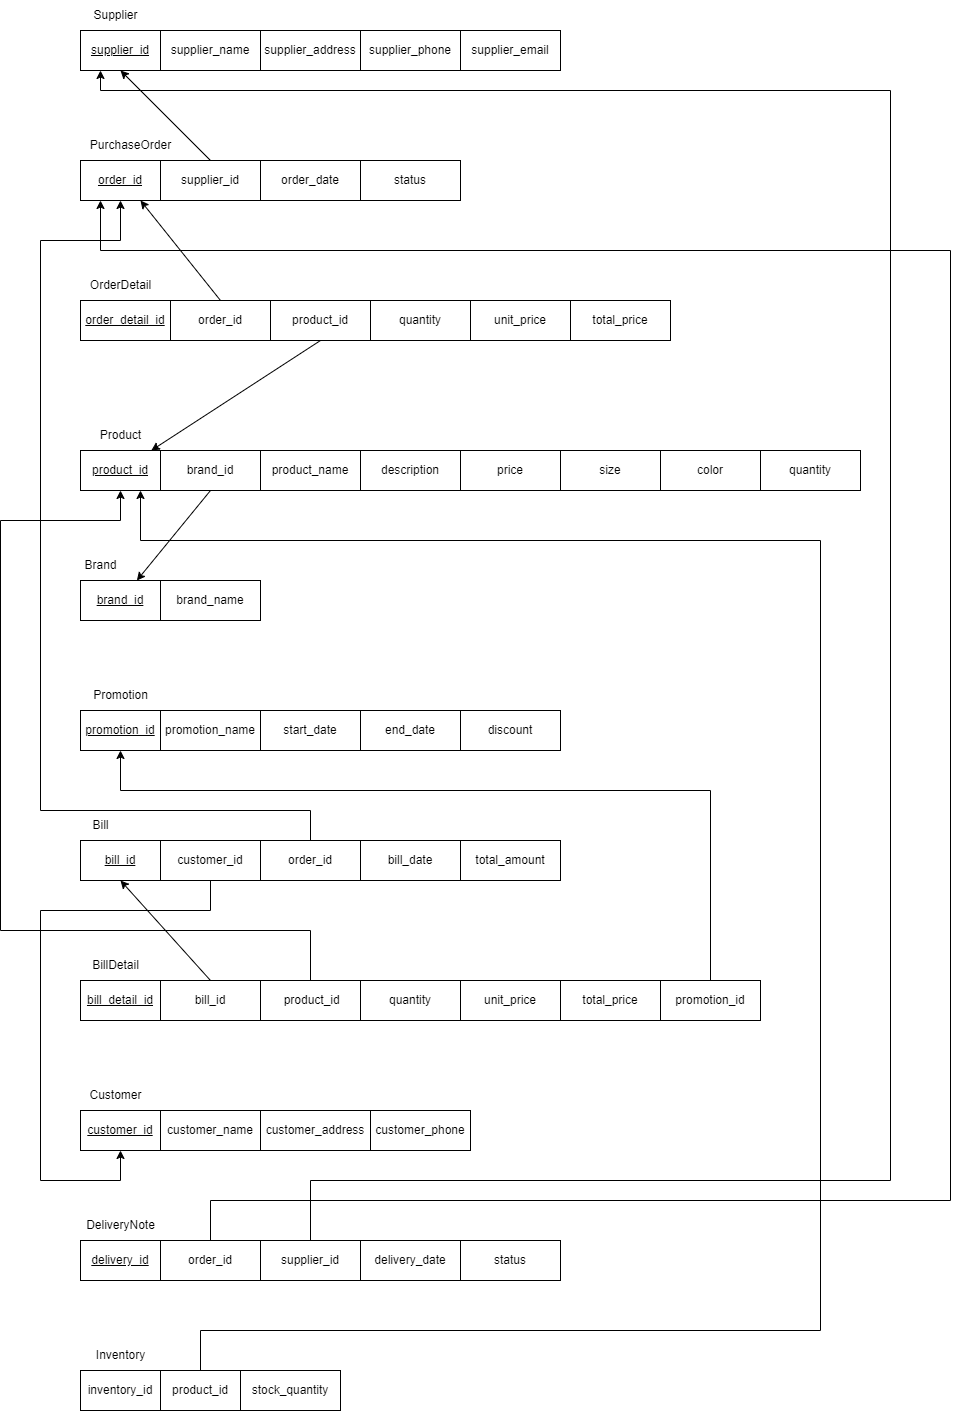 Supplier
supplier_id supplier_name supplier_address supplier_phone supplier_email
PurchaseOrder
order_id supplier_id order_date status
OrderDetail
order_detail_id order_id product_id quantity unit_price total_price
Product
product_id brand_id product_name description price size color quantity
Brand
brand_id brand_name
Promotion
promotion_id promotion_name start_date end_date discount
Bill
bill_id customer_id order_id bill_date total_amount
BillDetail
bill_detail_id bill_id product_id quantity unit_price total_price promotion_id
Customer
customer_id customer_name customer_address customer_phone
DeliveryNote
delivery_id order_id supplier_id delivery_date status
Inventory
inventory_id product_id stock_quantity